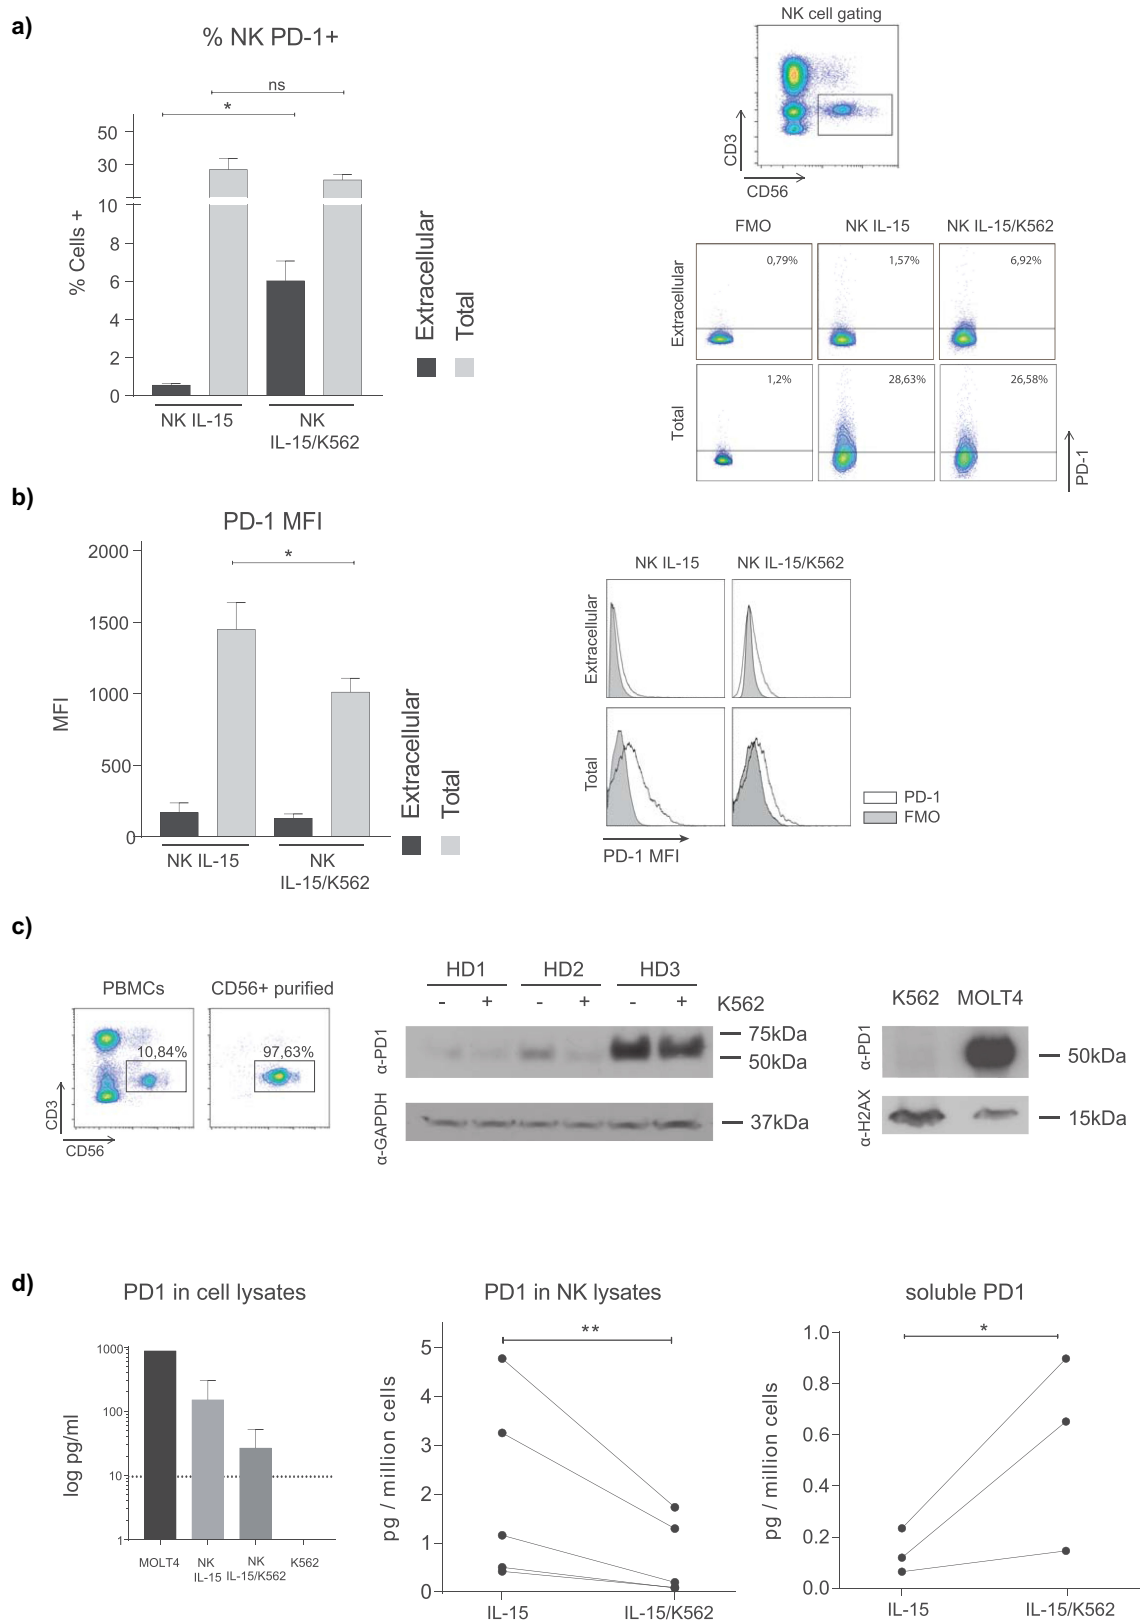 a)
% NK PD-1+
ns
*
50
30
10
8
6
4
2
0
% Cells +
NK IL-15
NK
IL-15/K562
Extracellular
Total
NK cell gating
CD3
CD56
FMO
NK IL-15
NK IL-15/K562
Extracellular
0,79%
1,57%
6,92%
Total
1,2%
28,63%
26,58%
PD-1
b)
PD-1 MFI
*
2000
1500
1000
500
0
MFI
NK IL-15
NK
IL-15/K562
Extracellular
Total
NK IL-15
NK IL-15/K562
Extracellular
Total
PD-1
FMO
PD-1 MFI
c)
PBMCs
CD56+ purified
10,84%
97,63%
CD3
CD56
HD1
HD2
HD3
- + - + - + K562
α-PD1
75kDa
50kDa
α-GAPDH
37kDa
K562 MOLT4
α-PD1
50kDa
α-H2AX
15kDa
d)
PD1 in cell lysates
1000
100
10
1
log pg/ml
MOLT4
NK
IL-15
NK
IL-15/K562
K562
PD1 in NK lysates
**
5
4
3
2
1
0
pg / million cells
IL-15
IL-15/K562
soluble PD1
*
1.0
0.8
0.6
0.4
0.2
0.0
pg / million cells
IL-15
IL-15/K562